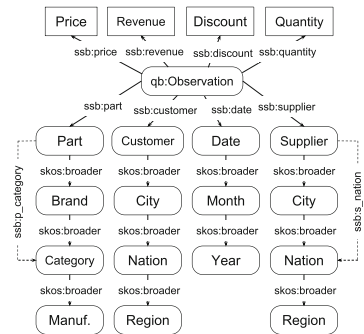 Price Revenue Discount Quantity
ssb:price ssb:revenue ssb:discount ssb:quantity
qb:Observation
ssb:part ssb:customer ssb:date ssb:supplier
Part Customer Date Supplier
skos:broader skos:broader skos:broader skos:broader
ssb:p_category
ssb:s_nation
Brand City Month City
skos:broader skos:broader skos:broader skos:broader
Category Nation Year Nation
skos:broader skos:broader skos:broader
Manuf. Region Region